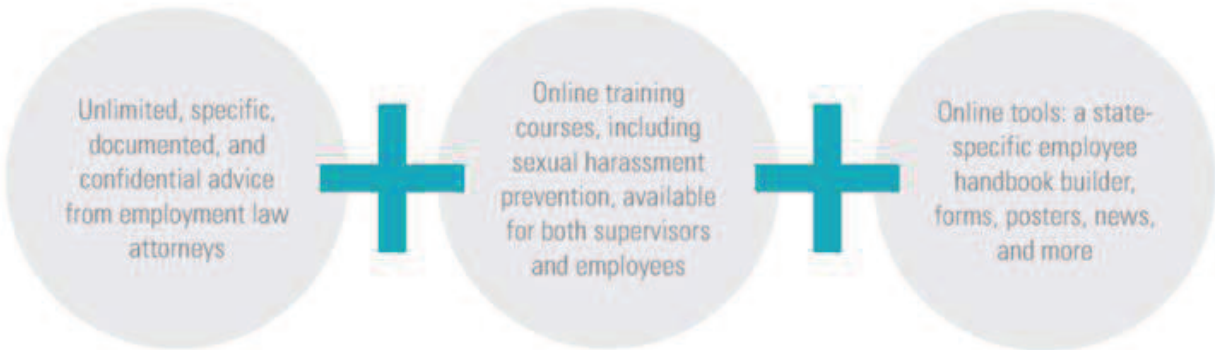 Unlimited, specific,
documented, and
confidential advice
from employment law
attorneys
Online training
courses, including
sexual harassment
prevention, available
for both supervisors
and employees
Online tools: a state-
specific employee
handbook builder,
forms, posters, news,
and more